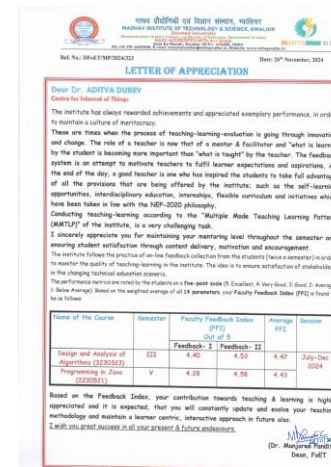 माधव प्रौद्योगिकी एवं विज्ञान संस्थान, ग्वालियर
MADHAV INSTITUTE OF TECHNOLOGY & SCIENCE, GWALIOR
Deemed University
NAAC ACCREDITED WITH A++ GRADE
Ref. No.: DFoET/MP/2024/323
Date: 26th November, 2024
LETTER OF APPRECIATION
Dear Dr. ADITYA DUBEY
Centre for Internet of Things
The institute has always rewarded achievements and appreciated exemplary performance, in orde
to maintain a culture of meritocracy.
These are times when the process of teaching-learning-evaluation is going through innovatio
and change. The role of a teacher is now that of a mentor & facilitator and "what is learn
by the student is becoming more important than "what is taught" by the teacher. The feedbac
system is an attempt to motivate teachers to fulfil learner expectations and aspirations. A
the end of the day, a good teacher is one who has inspired the students to take full advantag
of all the provisions that are being offered by the institute; such as the self-learnin
opportunities, interdisciplinary education, internships, flexible curriculum and initiatives whic
have been taken in line with the NEP-2020 philosophy.
Conducting teaching-learning according to the "Multiple Mode Teaching Learning Patter
(MMTLP)" of the institute, is a very challenging task.
I sincerely appreciate you for maintaining your mentoring level throughout the semester an
ensuring student satisfaction through content delivery, motivation and encouragement.
The institute follows the practice of on-line feedback collection from the students (twice a semester) in orde
to monitor the quality of teaching-learning in the institute. The idea is to ensure satisfaction of stakeholder
in the changing technical education scenario.
The performance metrics are rated by the students on a five-point scale (5: Excellent, 4: Very Good, 3: Good, 2: Averag
1: Below Average). Based on the weighted average of all 14 parameters, your Faculty Feedback Index (FFI) is found
be as follows:
Name of the Course Semester Faculty Feedback Index (FFI) Out of 5 Average FFI Session
Feedback- I Feedback- II
Design and Analysis of Algorithms (3230523) III 4.40 4.53 4.47 July-Dec 2024
Programming in Java (2230521) V 4.28 4.58 4.43
Based on the Feedback Index, your contribution towards teaching & learning is highl
appreciated and it is expected, that you will constantly update and evolve your teachin
methodology and maintain a learner centric, interactive approach in future also.
I wish you great success in all your present & future endeavours.
(Dr. Manjaree Pandit
Dean, FoET